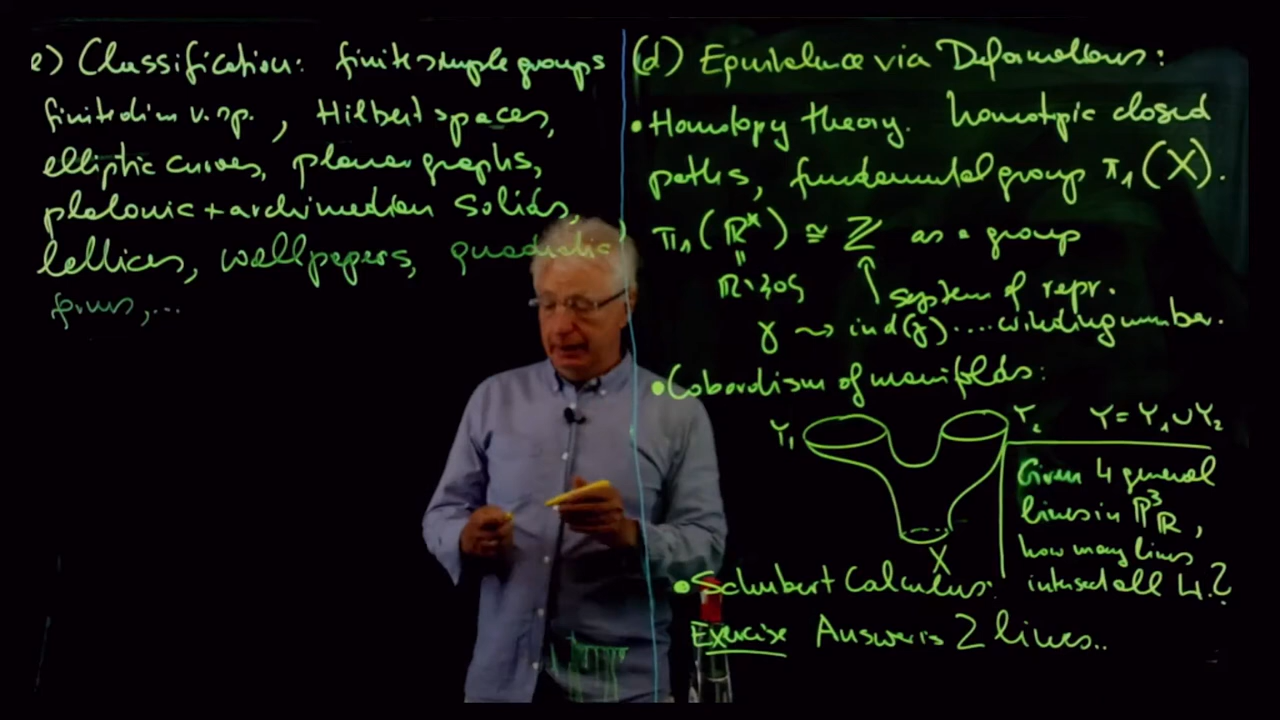 e) Classification: finite simple groups
finitedim v.sp., Hilbert spaces,
elliptic curves, planar graphs,
platonic + archimedian solids,
lattices, wallpapers, quadratic
forms,...
(d) Equivalence via Deformations:
• Homotopy theory. homotopic closed
paths, fundamental group π₁(X).
π₁(ℝ*) ≅ ℤ as a group
=
ℝ∖{0}
↑ system of repr.
γ ⇝ ind(γ)....winding number.
• Cobordism of manifolds:
Y₁
Y₂
Y = Y₁ ∪ Y₂
X
Given 4 general
lines in ℙ³ℝ,
how many lines
intersect all 4?
• Schubert Calculus:
Exercise Answer is 2 lines..